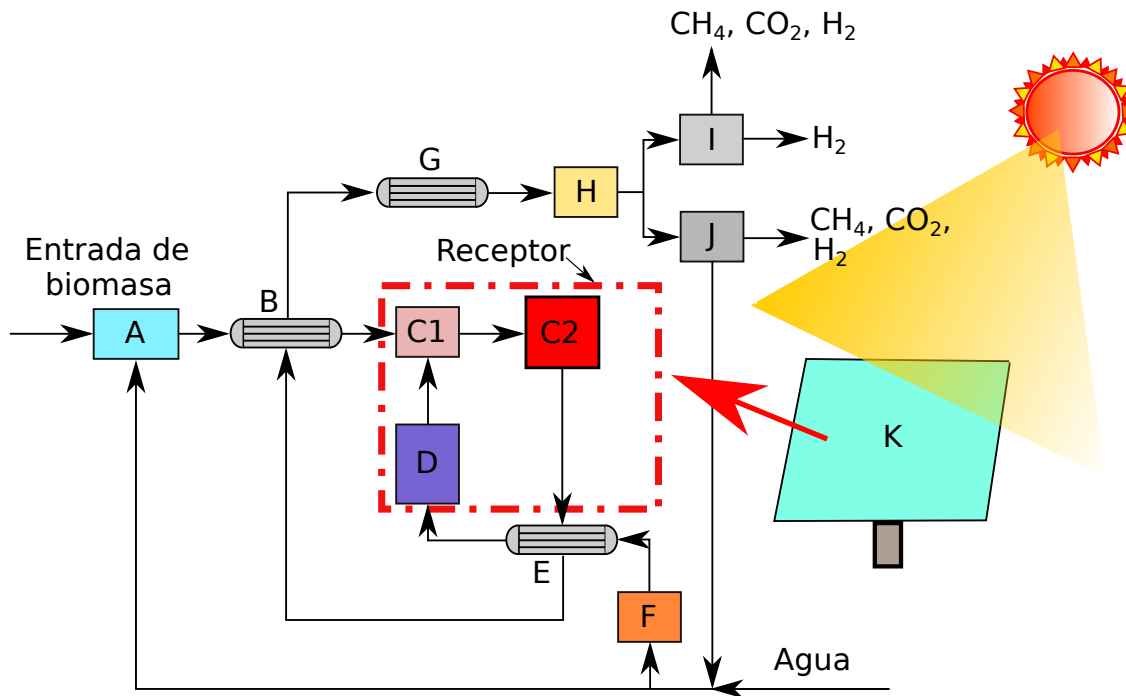 CH₄, CO₂, H₂
I
H₂
G
H
J
CH₄, CO₂,
H₂
Entrada de
biomasa
Receptor
A
B
C1
C2
K
D
E
F
Agua